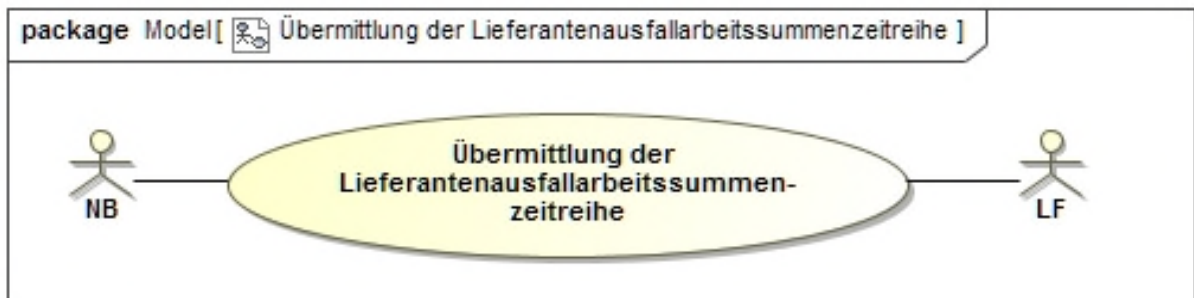 package Model[ Übermittlung der Lieferantenausfallarbeitssummenzeitreihe ]
Übermittlung der
Lieferantenausfallarbeitssummen-
zeitreihe
NB
LF